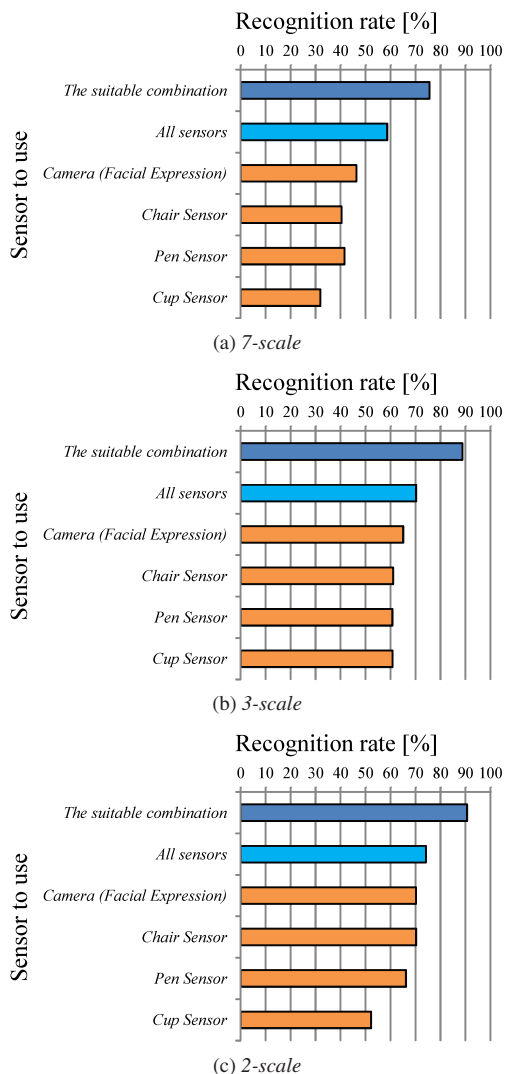 Recognition rate [%]
0 10 20 30 40 50 60 70 80 90 100
Sensor to use
The suitable combination
All sensors
Camera (Facial Expression)
Chair Sensor
Pen Sensor
Cup Sensor
(a) 7-scale
Recognition rate [%]
0 10 20 30 40 50 60 70 80 90 100
Sensor to use
The suitable combination
All sensors
Camera (Facial Expression)
Chair Sensor
Pen Sensor
Cup Sensor
(b) 3-scale
Recognition rate [%]
0 10 20 30 40 50 60 70 80 90 100
Sensor to use
The suitable combination
All sensors
Camera (Facial Expression)
Chair Sensor
Pen Sensor
Cup Sensor
(c) 2-scale